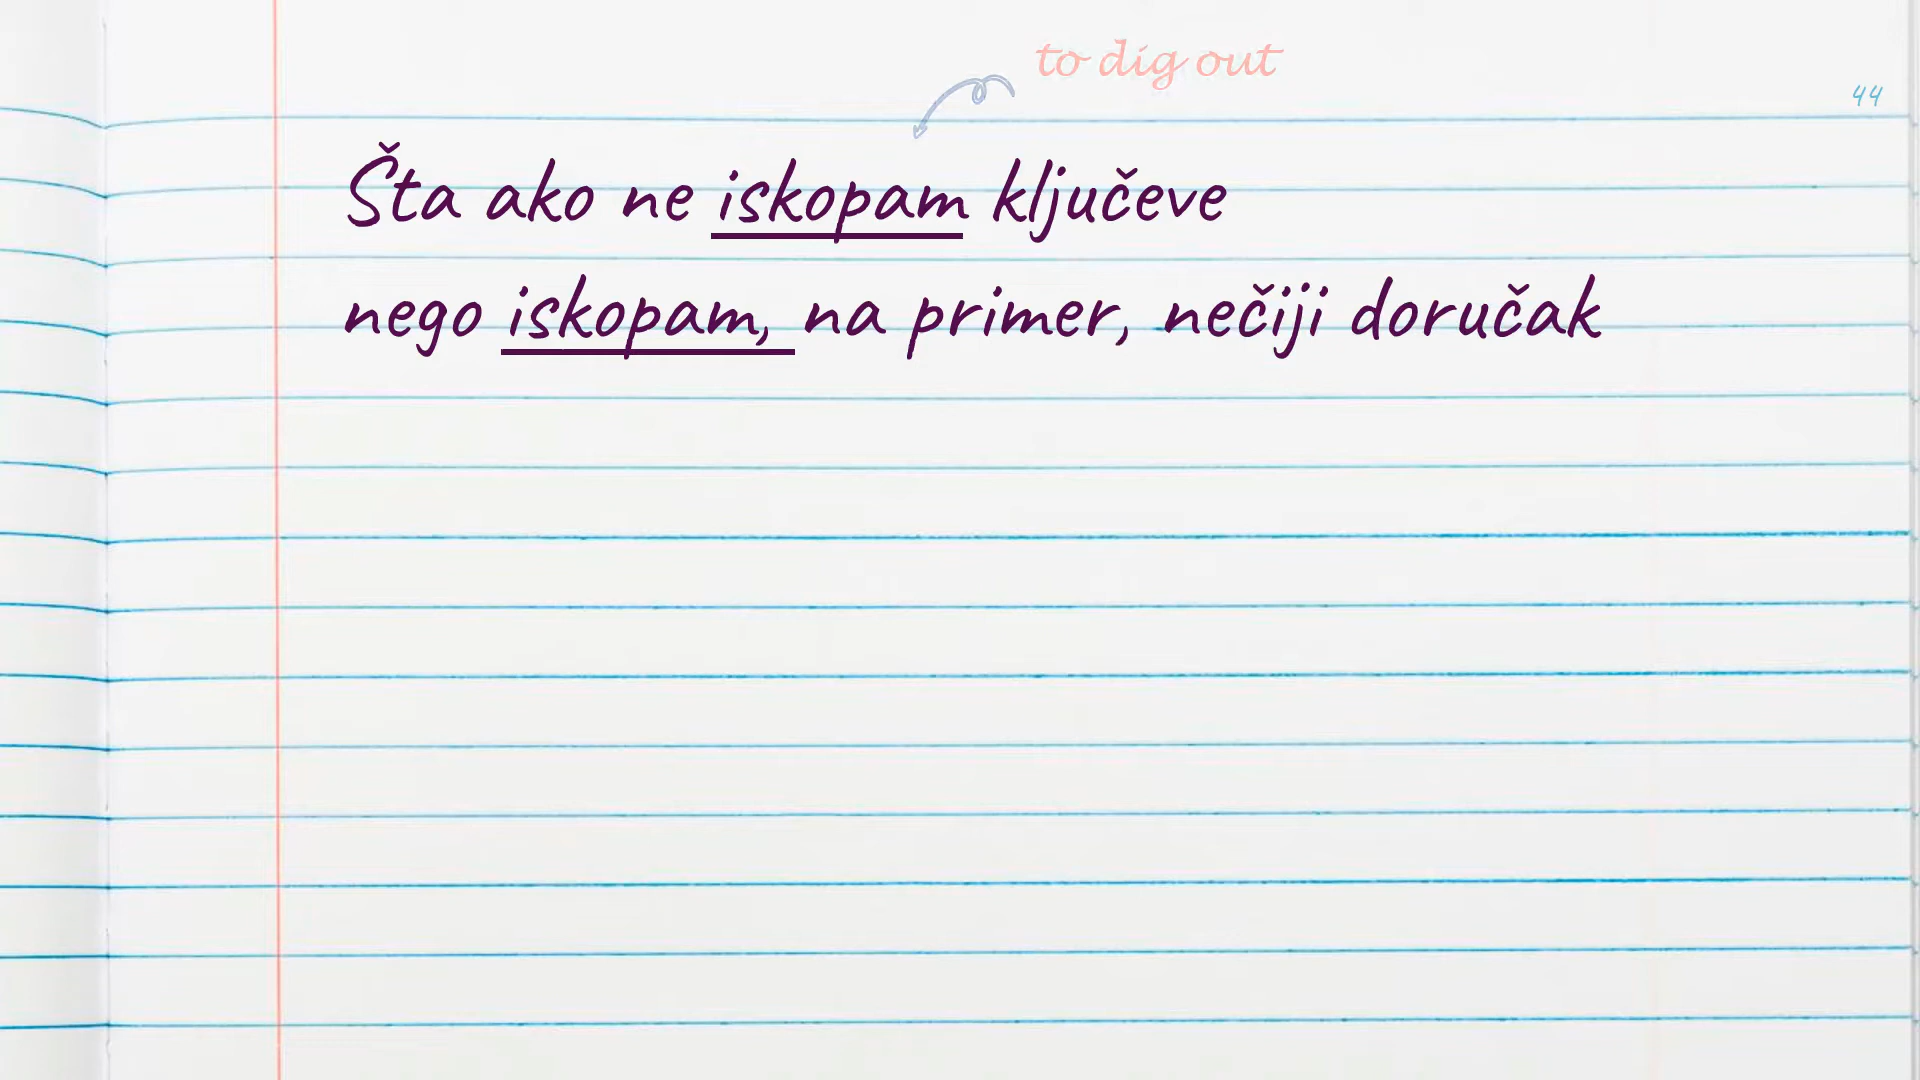 to dig out
44
Šta ako ne iskopam ključeve
nego iskopam, na primer, nečiji doručak